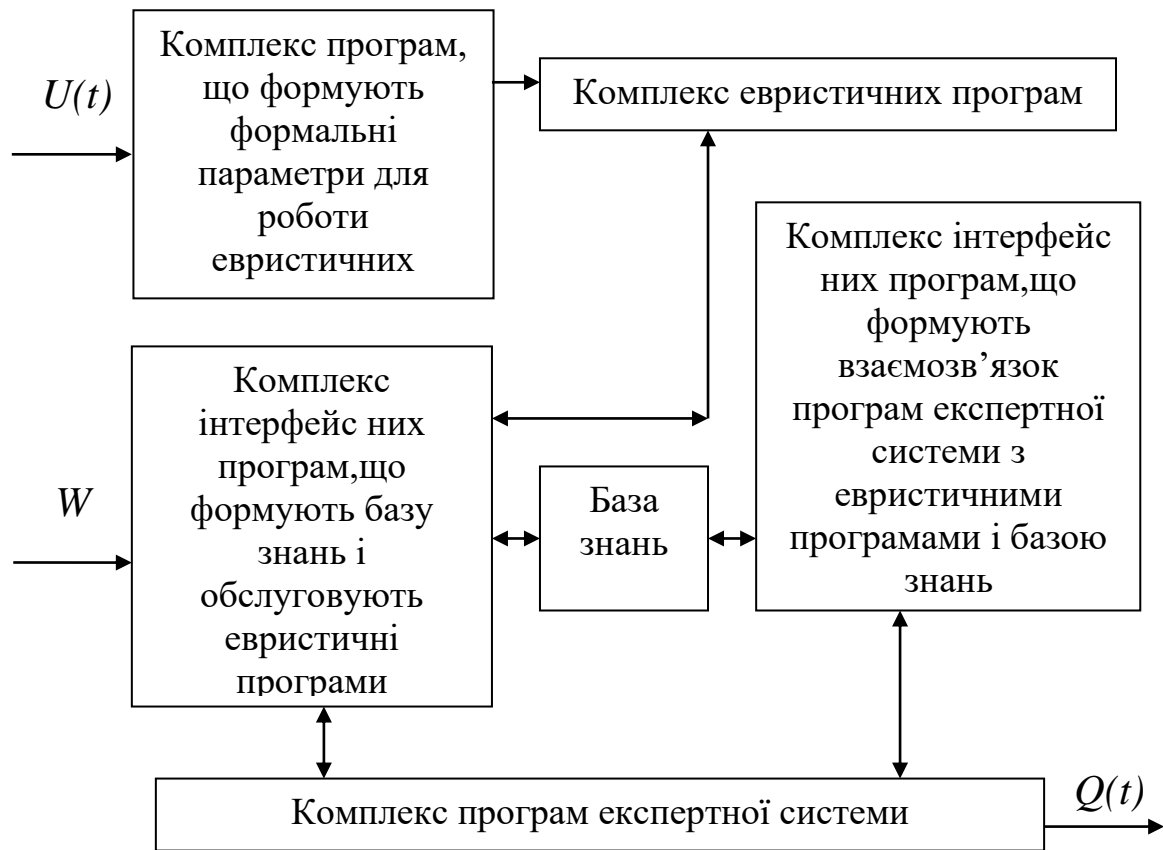 U(t)
Комплекс програм,
що формують
формальні
параметри для
роботи
евристичних
Комплекс евристичних програм
Комплекс інтерфейс
них програм,що
формують
взаємозв’язок
програм експертної
системи з
евристичними
програмами і базою
знань
W
Комплекс
інтерфейс них
програм,що
формують базу
знань і
обслуговують
евристичні
програми
База
знань
Комплекс програм експертної системи
Q(t)